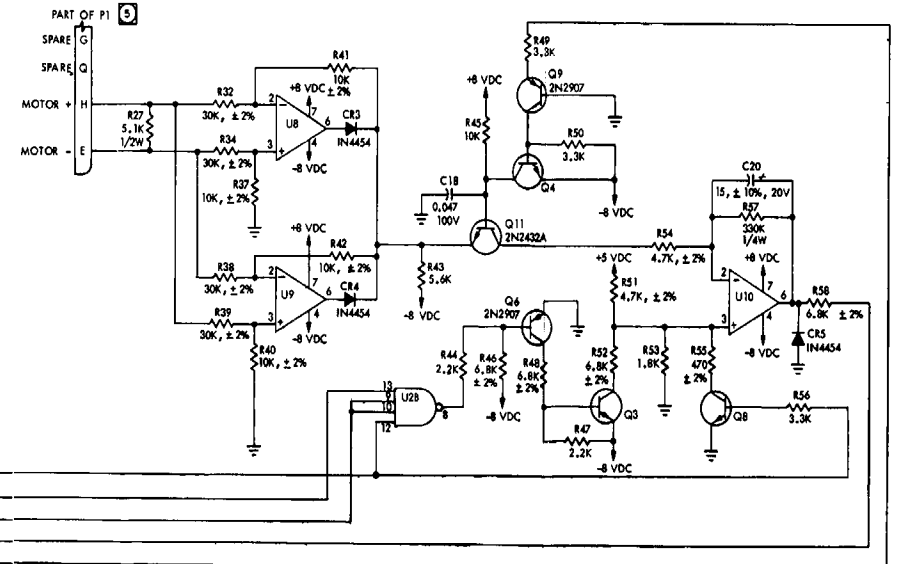 PART OF P1 5
SPARE G
SPARE Q
MOTOR + H
MOTOR - E
R27
5.1K
1/2W
R32
30K, ±2%
R34
30K, ±2%
R37
10K, ±2%
R41
10K
±2%
+8 VDC
2 −
3 +
U8
7
6
4
-8 VDC
CR3
IN4454
R38
30K, ±2%
R39
30K, ±2%
R40
10K, ±2%
+8 VDC
R42
10K, ±2%
2 −
3 +
U9
7
6
4
-8 VDC
CR4
IN4454
R43
5.6K
-8 VDC
+8 VDC
R45
10K
C18
0.047
100V
R49
3.3K
Q9
2N2907
R50
3.3K
Q4
-8 VDC
Q11
2N2432A
R54
4.7K, ±2%
C20
15, ±10%, 20V
R57
330K
1/4W
+8 VDC
2 −
3 +
U10
7
6
4
-8 VDC
R58
6.8K ±2%
CR5
IN4454
+5 VDC
R51
4.7K, ±2%
Q6
2N2907
R44
2.2K
R46
6.8K
±2%
-8 VDC
R48
6.8K
±2%
R52
6.8K
±2%
R53
1.8K
R55
470
±2%
Q3
R47
2.2K
-8 VDC
Q8
R56
3.3K
13
9
10
12
U2B
8